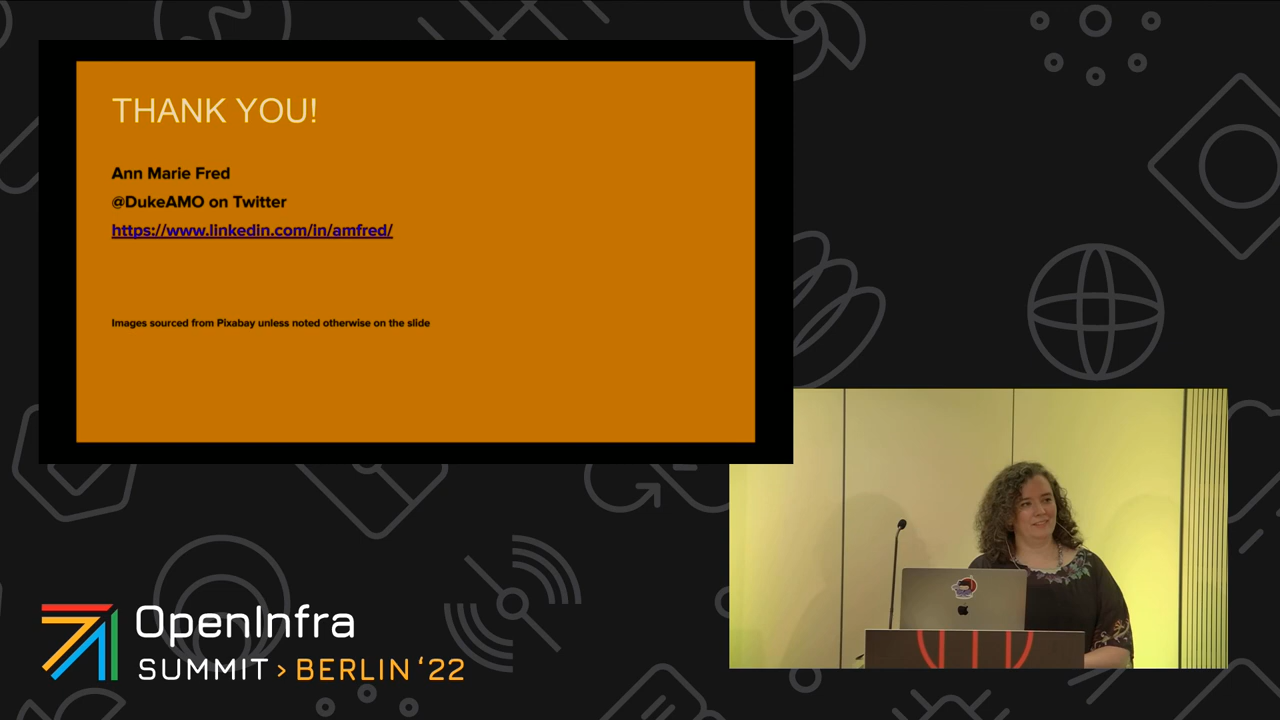 THANK YOU!
Ann Marie Fred
@DukeAMO on Twitter
https://www.linkedin.com/in/amfred/
Images sourced from Pixabay unless noted otherwise on the slide
OpenInfra
SUMMIT > BERLIN ‘22